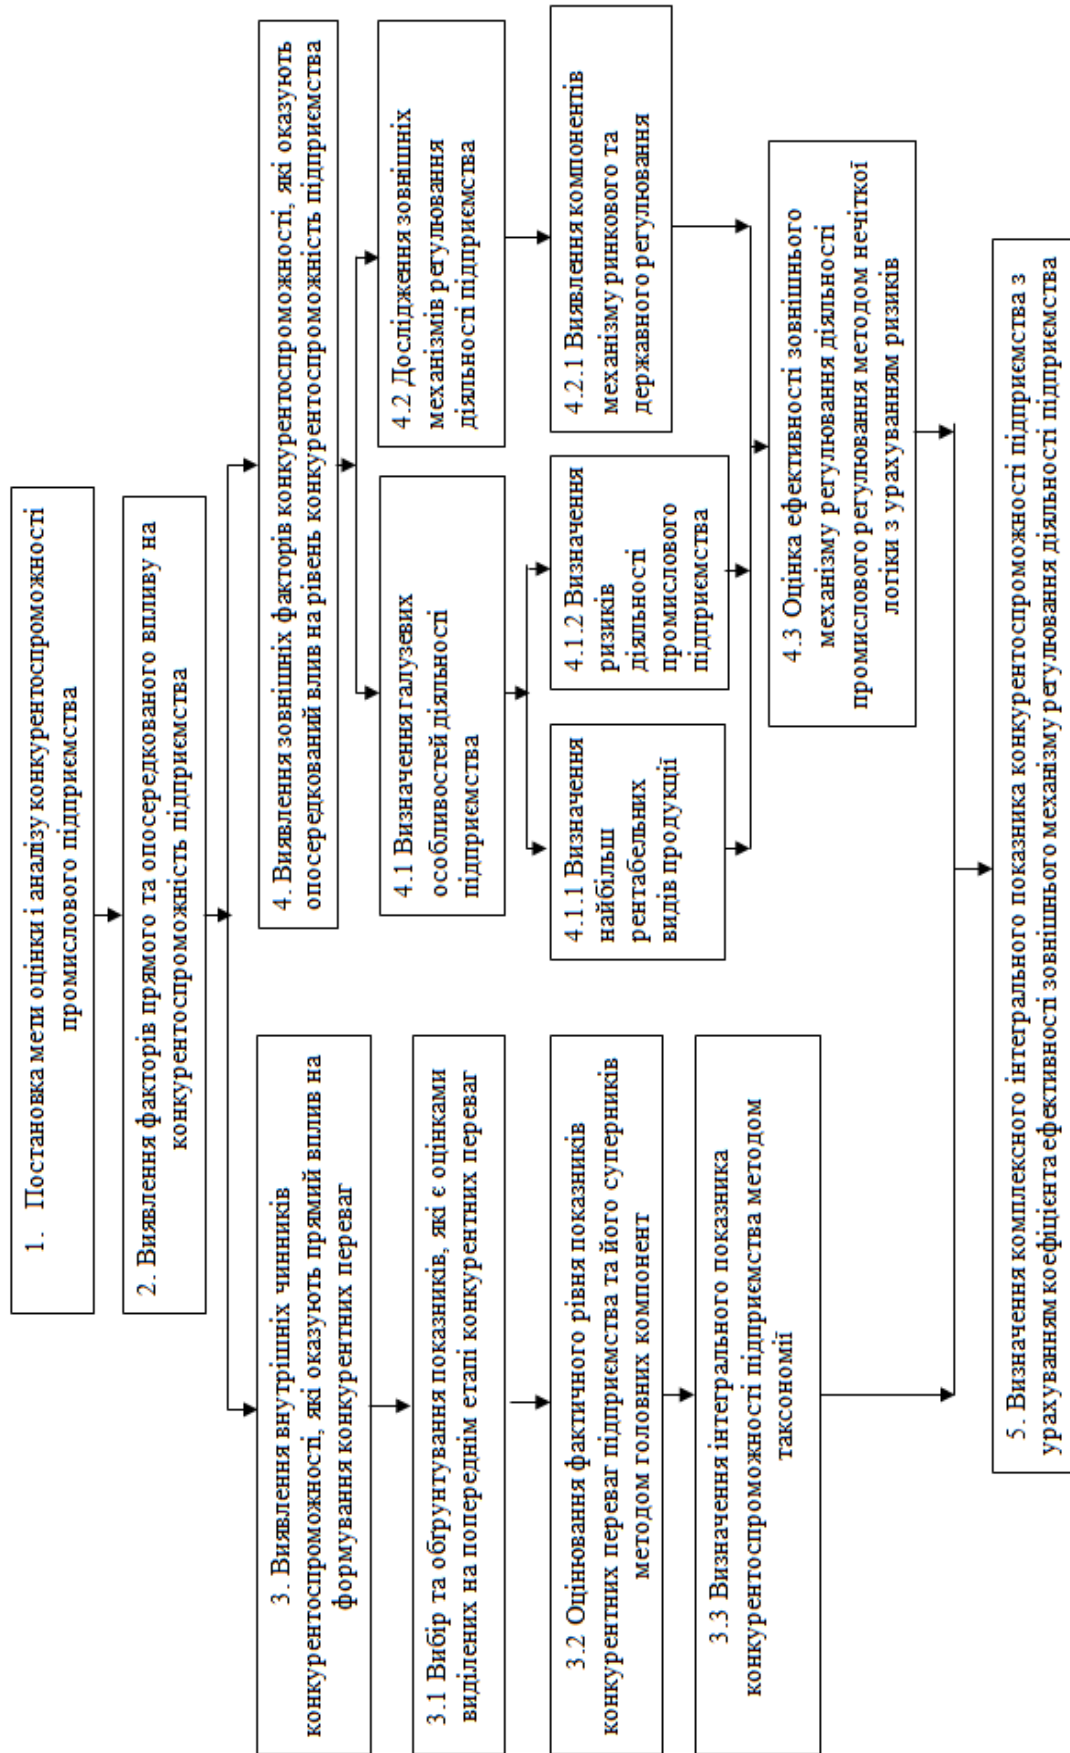 1. Постановка мети оцінки і аналізу конкурентоспроможності
промислового підприємства
2. Виявлення факторів прямого та опосередкованого впливу на
конкурентоспроможність підприємства
3. Виявлення внутрішніх чинників
конкурентоспроможності, які оказують прямий вплив на
формування конкурентних переваг
3.1 Вибір та обґрунтування показників, які є оцінками
виділених на попереднім етапі конкурентних переваг
3.2 Оцінювання фактичного рівня показників
конкурентних переваг підприємства та його суперників
методом головних компонент
3.3 Визначення інтегрального показника
конкурентоспроможності підприємства методом
таксономії
4. Виявлення зовнішніх факторів конкурентоспроможності, які оказують
опосередкований влив на рівень конкурентоспроможність підприємства
4.1 Визначення галузевих
особливостей діяльності
підприємства
4.2 Дослідження зовнішніх
механізмів регулювання
діяльності підприємства
4.1.1 Визначення
найбільш
рентабельних
видів продукції
4.1.2 Визначення
ризиків
діяльності
промислового
підприємства
4.2.1 Виявлення компонентів
механізму ринкового та
державного регулювання
4.3 Оцінка ефективності зовнішнього
механізму регулювання діяльності
промислового регулювання методом нечіткої
логіки з урахуванням ризиків
5. Визначення комплексного інтегрального показника конкурентоспроможності підприємства з
урахуванням коефіцієнта ефективності зовнішнього механізму регулювання діяльності підприємства